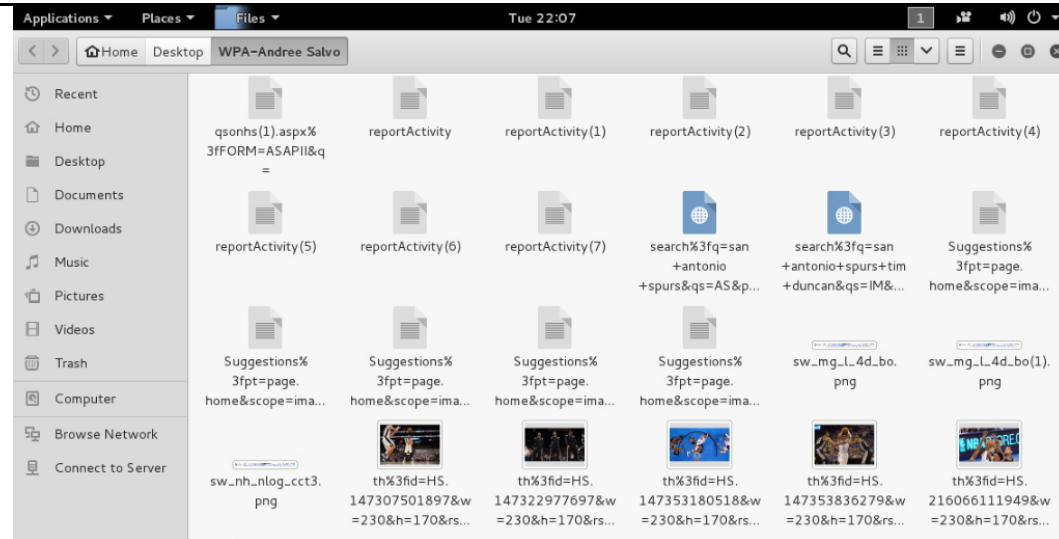 Applications Places Files Tue 22:07 1
Home Desktop WPA-Andree Salvo
Recent
Home
Desktop
Documents
Downloads
Music
Pictures
Videos
Trash
Computer
Browse Network
Connect to Server
qsonhs(1).aspx%
3fFORM=ASAPII&q
=
reportActivity
reportActivity(1)
reportActivity(2)
reportActivity(3)
reportActivity(4)
reportActivity(5)
reportActivity(6)
reportActivity(7)
search%3fq=san
+antonio
+spurs&qs=AS&p...
search%3fq=san
+antonio+spurs+tim
+duncan&qs=IM&...
Suggestions%
3fpt=page.
home&scope=ima...
Suggestions%
3fpt=page.
home&scope=ima...
Suggestions%
3fpt=page.
home&scope=ima...
Suggestions%
3fpt=page.
home&scope=ima...
Suggestions%
3fpt=page.
home&scope=ima...
sw_mg_l_4d_bo.
png
sw_mg_l_4d_bo(1).
png
sw_nh_nlog_cct3.
png
th%3fid=HS.
147307501897&w
=230&h=170&rs...
th%3fid=HS.
147322977697&w
=230&h=170&rs...
th%3fid=HS.
147353180518&w
=230&h=170&rs...
th%3fid=HS.
147353836279&w
=230&h=170&rs...
th%3fid=HS.
216066111949&w
=230&h=170&rs...